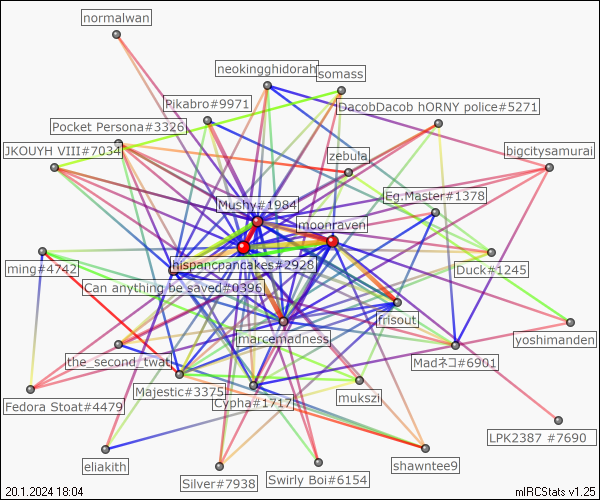 normalwan
neokingghidorah
somass
Pikabro#9971
DacobDacob hORNY police#5271
Pocket Persona#3326
JKOUYH VIII#7034
zebula
bigcitysamurai
Eg.Master#1378
Mushy#1984
moonraven
hispancpancakes#2928
Duck#1245
ming#4742
Can anything be saved#0396
frisout
marcemadness
yoshimanden
the_second_twat
Madネコ#6901
Majestic#3375
mukszi
Cypha#1717
Fedora Stoat#4479
LPK2387 #7690
eliakith
shawntee9
Silver#7938
Swirly Boi#6154
20.1.2024 18:04
mIRCStats v1.25